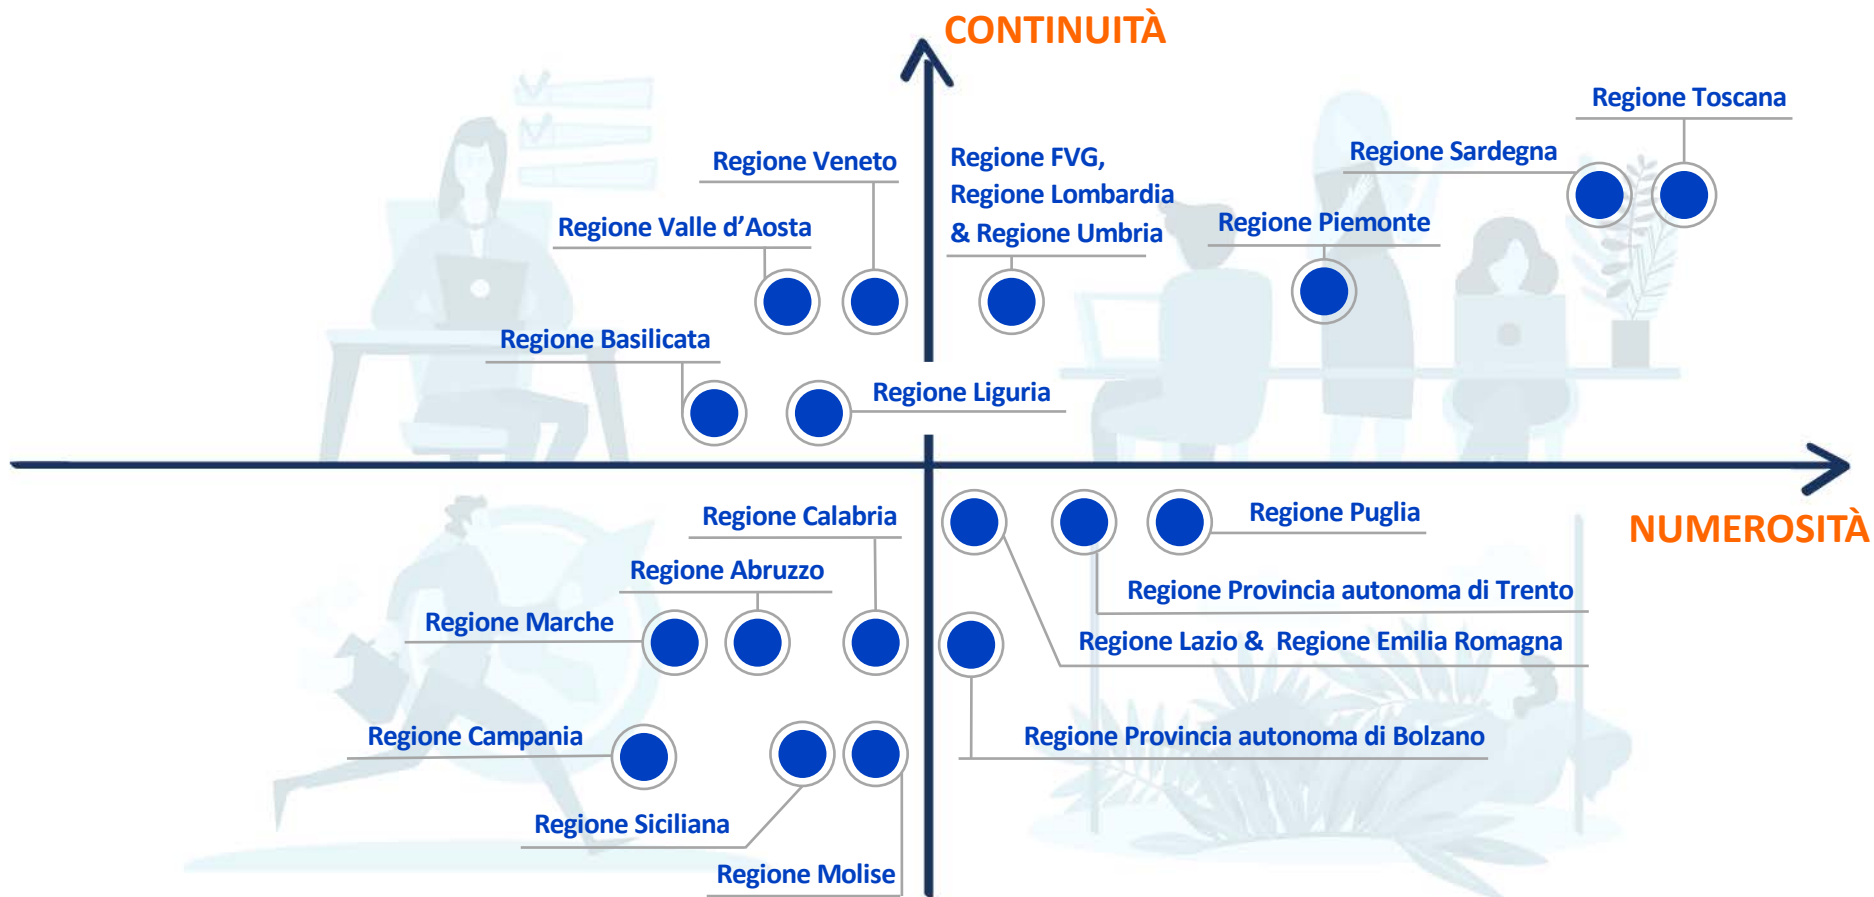 CONTINUITÀ
Regione Toscana
Regione Sardegna
Regione Veneto
Regione FVG,
Regione Lombardia
& Regione Umbria
Regione Valle d’Aosta
Regione Piemonte
Regione Basilicata
Regione Liguria
NUMEROSITÀ
Regione Calabria
Regione Puglia
Regione Abruzzo
Regione Provincia autonoma di Trento
Regione Marche
Regione Lazio & Regione Emilia Romagna
Regione Campania
Regione Provincia autonoma di Bolzano
Regione Siciliana
Regione Molise